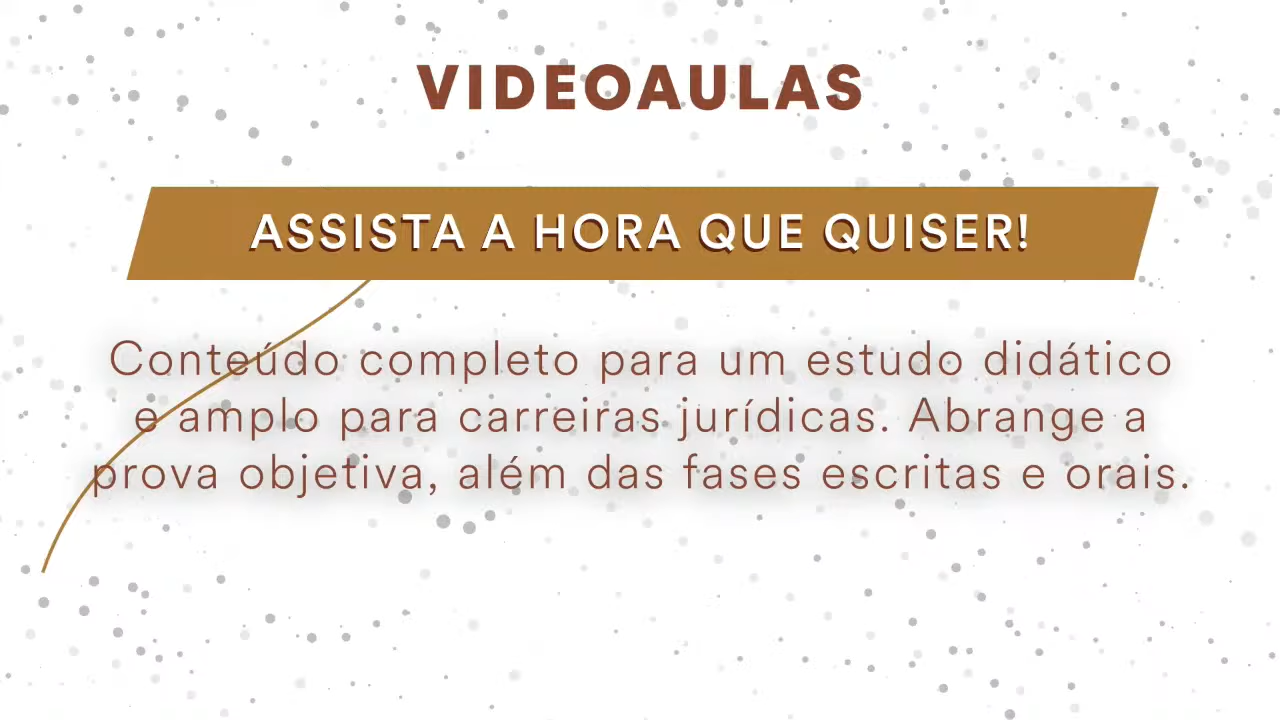 VIDEOAULAS
ASSISTA A HORA QUE QUISER!
Conteúdo completo para um estudo didático
e amplo para carreiras jurídicas. Abrange a
prova objetiva, além das fases escritas e orais.